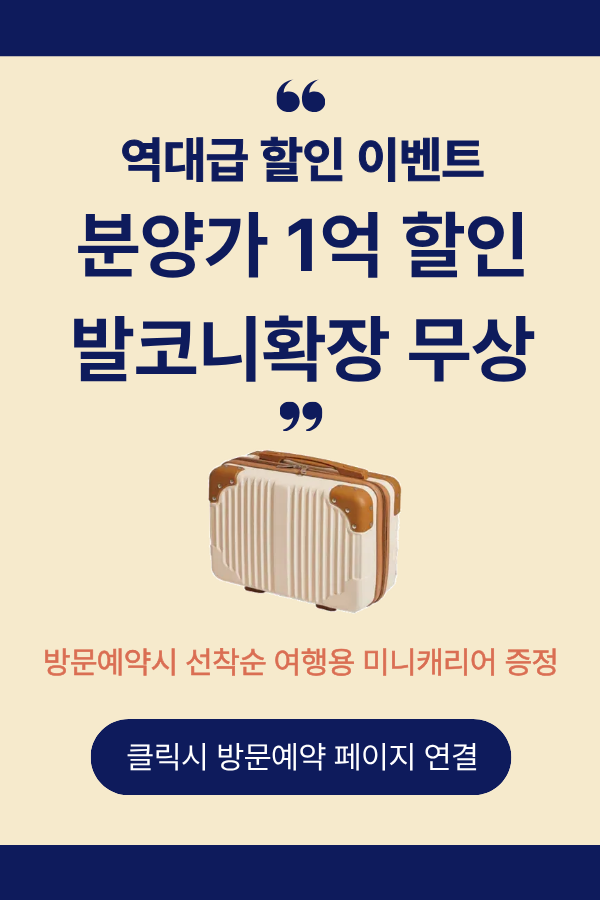 ❝
역대급 할인 이벤트
분양가 1억 할인
발코니확장 무상
❞
방문예약시 선착순 여행용 미니캐리어 증정
클릭시 방문예약 페이지 연결